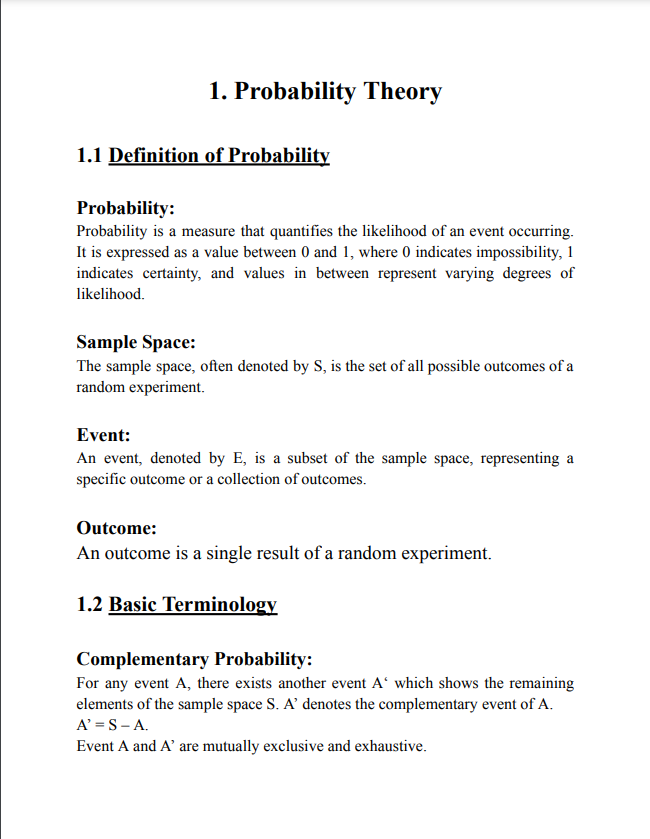 1. Probability Theory
1.1 Definition of Probability
Probability:
Probability is a measure that quantifies the likelihood of an event occurring.
It is expressed as a value between 0 and 1, where 0 indicates impossibility, 1
indicates certainty, and values in between represent varying degrees of
likelihood.
Sample Space:
The sample space, often denoted by S, is the set of all possible outcomes of a
random experiment.
Event:
An event, denoted by E, is a subset of the sample space, representing a
specific outcome or a collection of outcomes.
Outcome:
An outcome is a single result of a random experiment.
1.2 Basic Terminology
Complementary Probability:
For any event A, there exists another event A‘ which shows the remaining
elements of the sample space S. A’ denotes the complementary event of A.
A’ = S – A.
Event A and A’ are mutually exclusive and exhaustive.